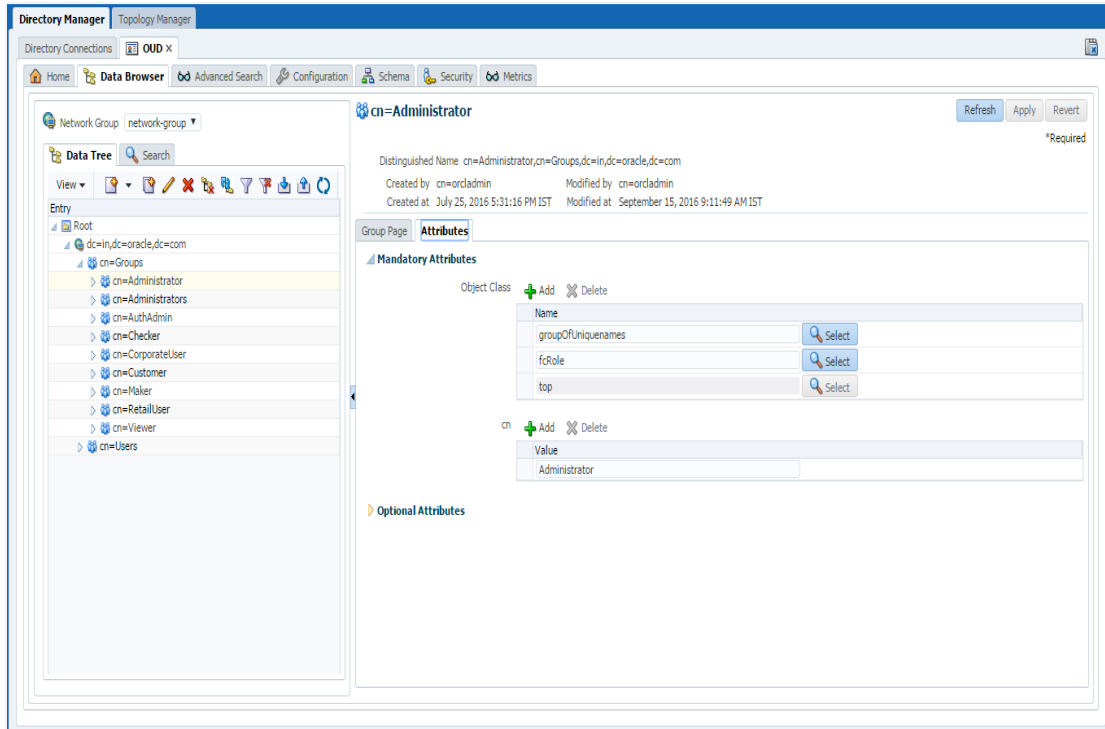 Directory Manager Topology Manager
Directory Connections OUD ×
Home Data Browser Advanced Search Configuration Schema Security Metrics
Network Group network-group
Data Tree Search
View
Entry
Root
dc=in,dc=oracle,dc=com
cn=Groups
cn=Administrator
cn=Administrators
cn=AuthAdmin
cn=Checker
cn=CorporateUser
cn=Customer
cn=Maker
cn=RetailUser
cn=Viewer
cn=Users
cn=Administrator
Refresh Apply Revert
*Required
Distinguished Name cn=Administrator,cn=Groups,dc=in,dc=oracle,dc=com
Created by cn=orcladmin Modified by cn=orcladmin
Created at July 25, 2016 5:31:16 PM IST Modified at September 15, 2016 9:11:49 AM IST
Group Page Attributes
Mandatory Attributes
Object Class Add Delete
Name
groupOfUniquenames Select
fcRole Select
top Select
cn Add Delete
Value
Administrator
Optional Attributes